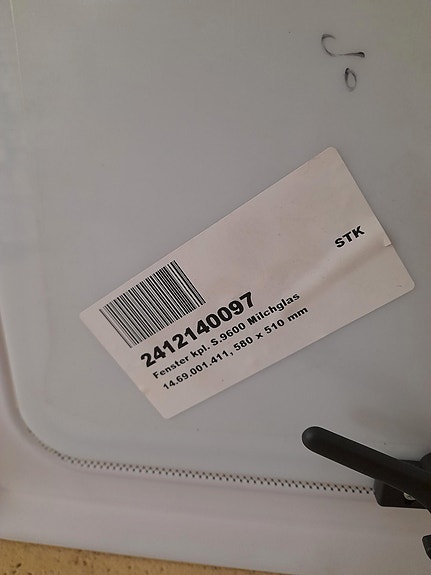 STK
2412140097
Fenster kpl. S.9600 Milchglas
14.69.001.411, 580 x 510 mm